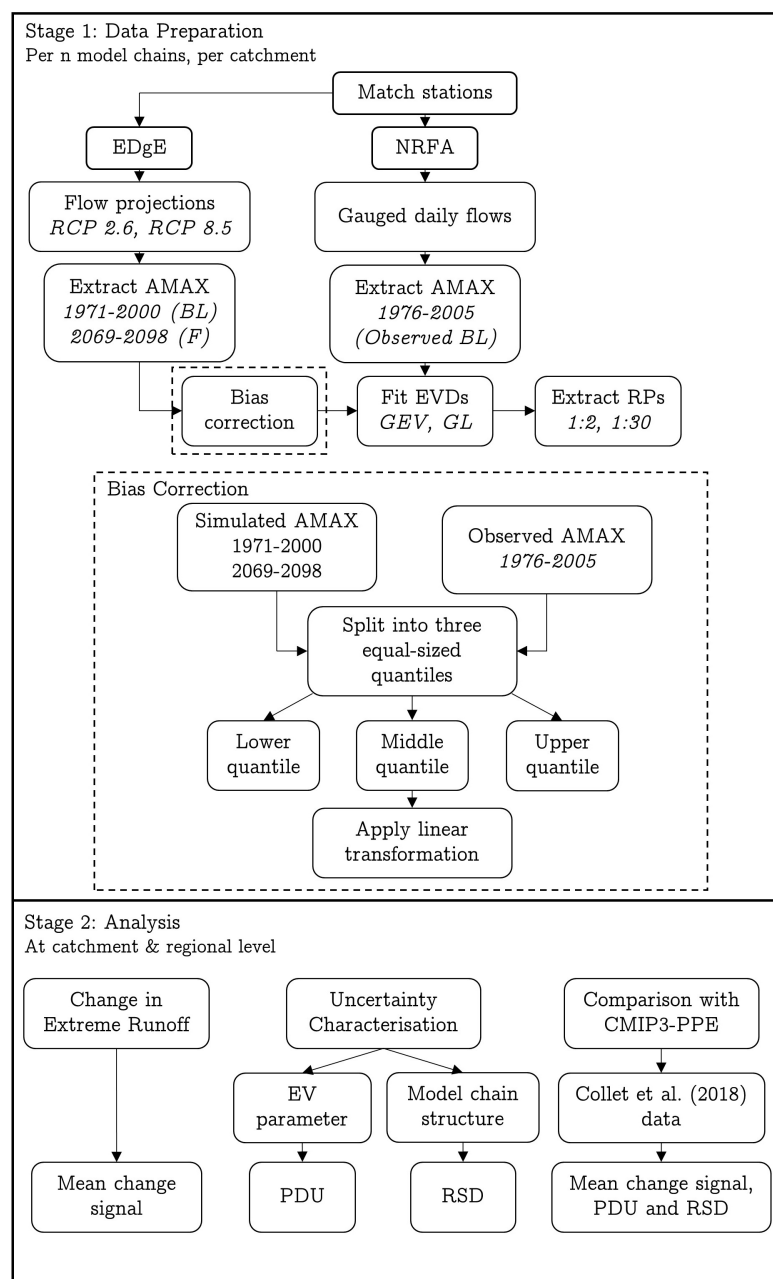 Stage 1: Data Preparation
Per n model chains, per catchment
Match stations
EDgE
NRFA
Flow projections
RCP 2.6, RCP 8.5
Gauged daily flows
Extract AMAX
1971-2000 (BL)
2069-2098 (F)
Extract AMAX
1976-2005
(Observed BL)
Bias
correction
Fit EVDs
GEV, GL
Extract RPs
1:2, 1:30
Bias Correction
Simulated AMAX
1971-2000
2069-2098
Observed AMAX
1976-2005
Split into three
equal-sized
quantiles
Lower
quantile
Middle
quantile
Upper
quantile
Apply linear
transformation
Stage 2: Analysis
At catchment & regional level
Change in
Extreme Runoff
Uncertainty
Characterisation
Comparison with
CMIP3-PPE
EV
parameter
Model chain
structure
Collet et al. (2018)
data
Mean change
signal
PDU
RSD
Mean change signal,
PDU and RSD